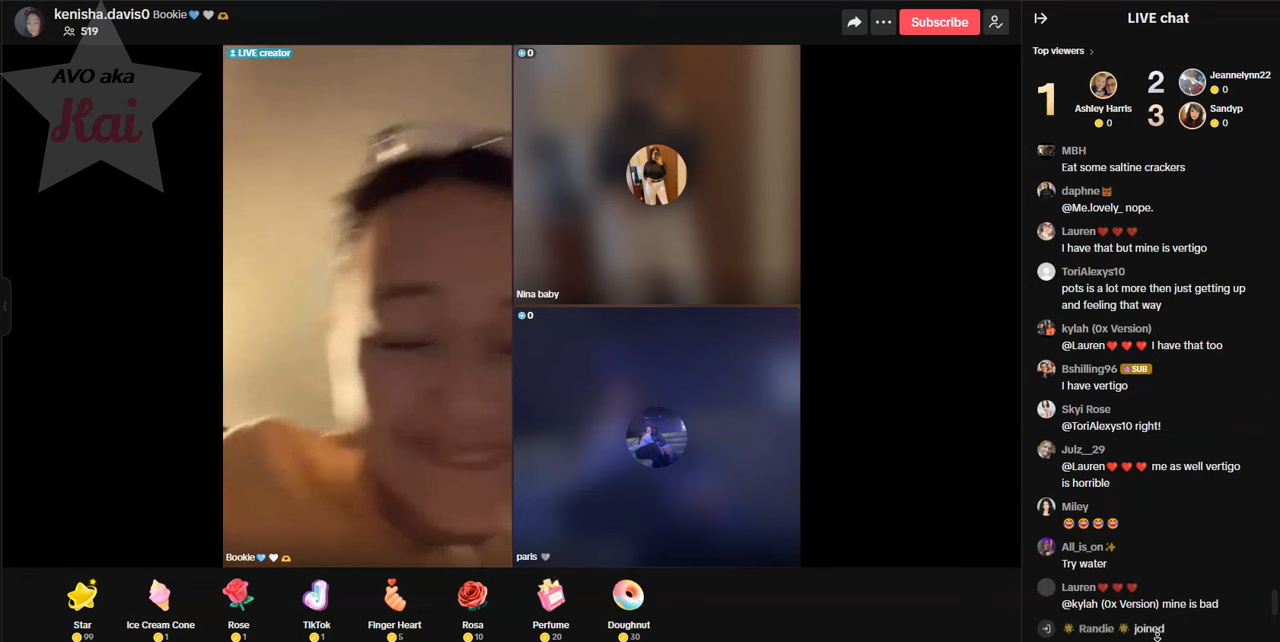 kenisha.davis0 Bookie💙🤍🫶
519
AVO aka
Kai
Subscribe
LIVE creator
0
Nina baby
0
Bookie💙🤍🫶
paris 🩶
Star
99
Ice Cream Cone
1
Rose
1
TikTok
1
Finger Heart
5
Rosa
10
Perfume
20
Doughnut
30
LIVE chat
Top viewers
1
Ashley Harris
0
2
Jeannelynn22
0
3
Sandyp
0
MBH
Eat some saltine crackers
daphne
@Me.lovely_ nope.
Lauren❤️ ❤️ ❤️
I have that but mine is vertigo
ToriAlexys10
pots is a lot more then just getting up
and feeling that way
kylah (0x Version)
@Lauren❤️ ❤️ ❤️ I have that too
Bshilling96 SUB
I have vertigo
Skyi Rose
@ToriAlexys10 right!
Julz__29
@Lauren❤️ ❤️ ❤️ me as well vertigo
is horrible
Miley
😂 😂 😂 😂
All_is_on✨
Try water
Lauren❤️ ❤️ ❤️
@kylah (0x Version) mine is bad
Randie joined